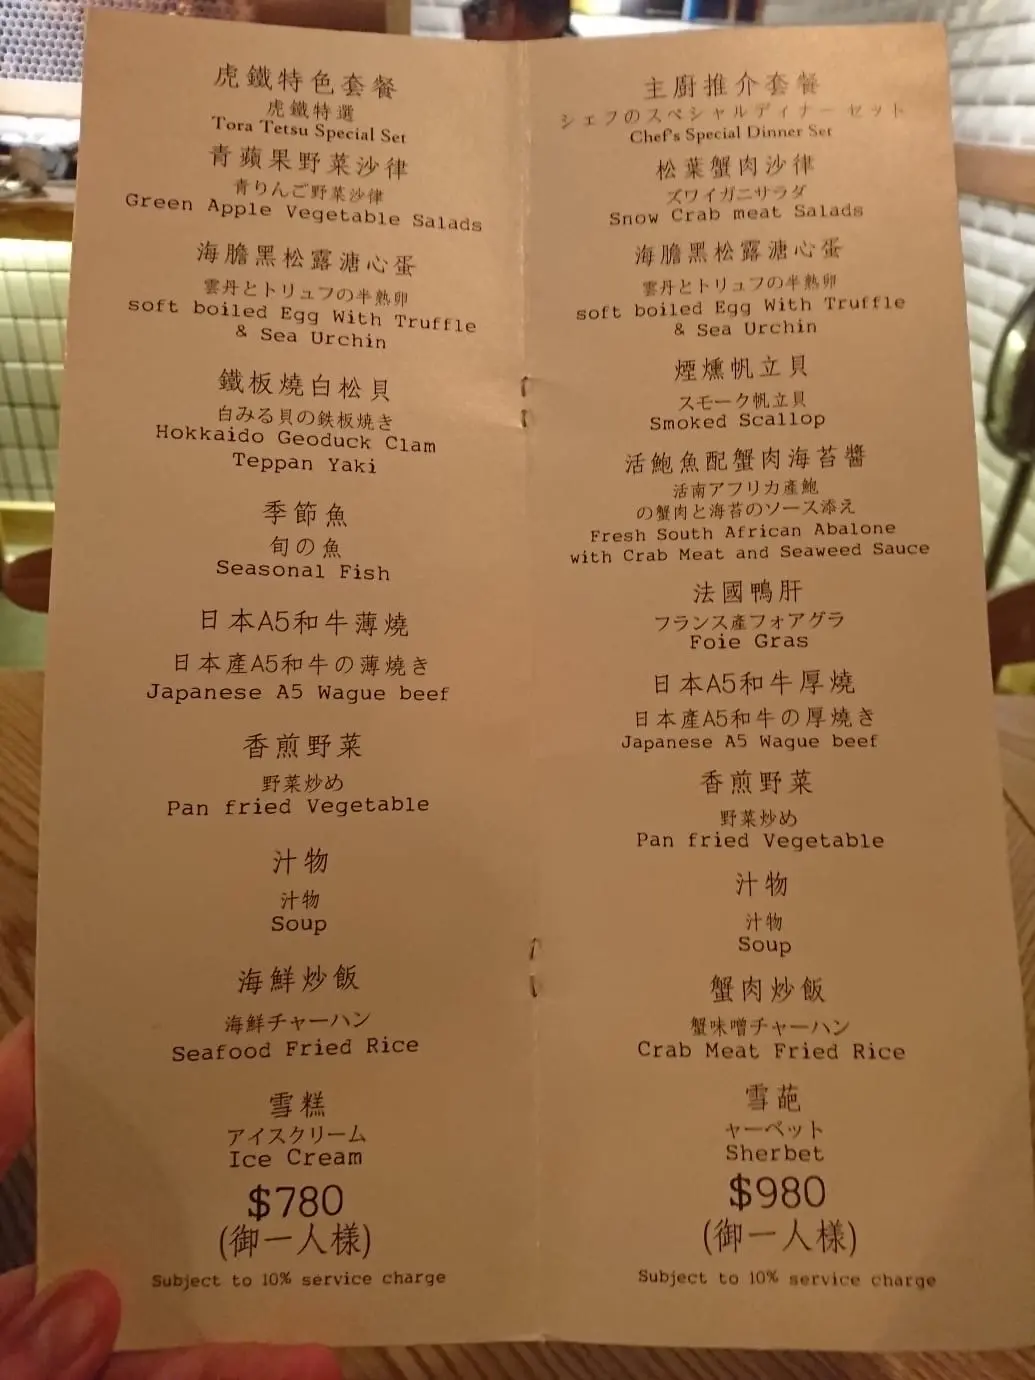 虎鐵特色套餐
虎鐵特選
Tora Tetsu Special Set
青蘋果野菜沙律
青りんご野菜沙律
Green Apple Vegetable Salads
海膽黑松露溏心蛋
雲丹とトリュフの半熟卵
soft boiled Egg With Truffle
& Sea Urchin
鐵板燒白松貝
白みる貝の鉄板焼き
Hokkaido Geoduck Clam
Teppan Yaki
季節魚
旬の魚
Seasonal Fish
日本A5和牛薄燒
日本産A5和牛の薄焼き
Japanese A5 Wague beef
香煎野菜
野菜炒め
Pan fried Vegetable
汁物
汁物
Soup
海鮮炒飯
海鮮チャーハン
Seafood Fried Rice
雪糕
アイスクリーム
Ice Cream
$780
(御一人樣)
Subject to 10% service charge
主廚推介套餐
シェフのスペシャルディナー セット
Chef's Special Dinner Set
松葉蟹肉沙律
ズワイガニサラダ
Snow Crab meat Salads
海膽黑松露溏心蛋
雲丹とトリュフの半熟卵
soft boiled Egg With Truffle
& Sea Urchin
煙燻帆立貝
スモーク帆立貝
Smoked Scallop
活鮑魚配蟹肉海苔醬
活南アフリカ產鮑
の蟹肉と海苔のソース添え
Fresh South African Abalone
with Crab Meat and Seaweed Sauce
法國鴨肝
フランス産フォアグラ
Foie Gras
日本A5和牛厚燒
日本産A5和牛の厚焼き
Japanese A5 Wague beef
香煎野菜
野菜炒め
Pan fried Vegetable
汁物
汁物
Soup
蟹肉炒飯
蟹味噌チャーハン
Crab Meat Fried Rice
雪葩
ャーベット
Sherbet
$980
(御一人樣)
Subject to 10% service charge